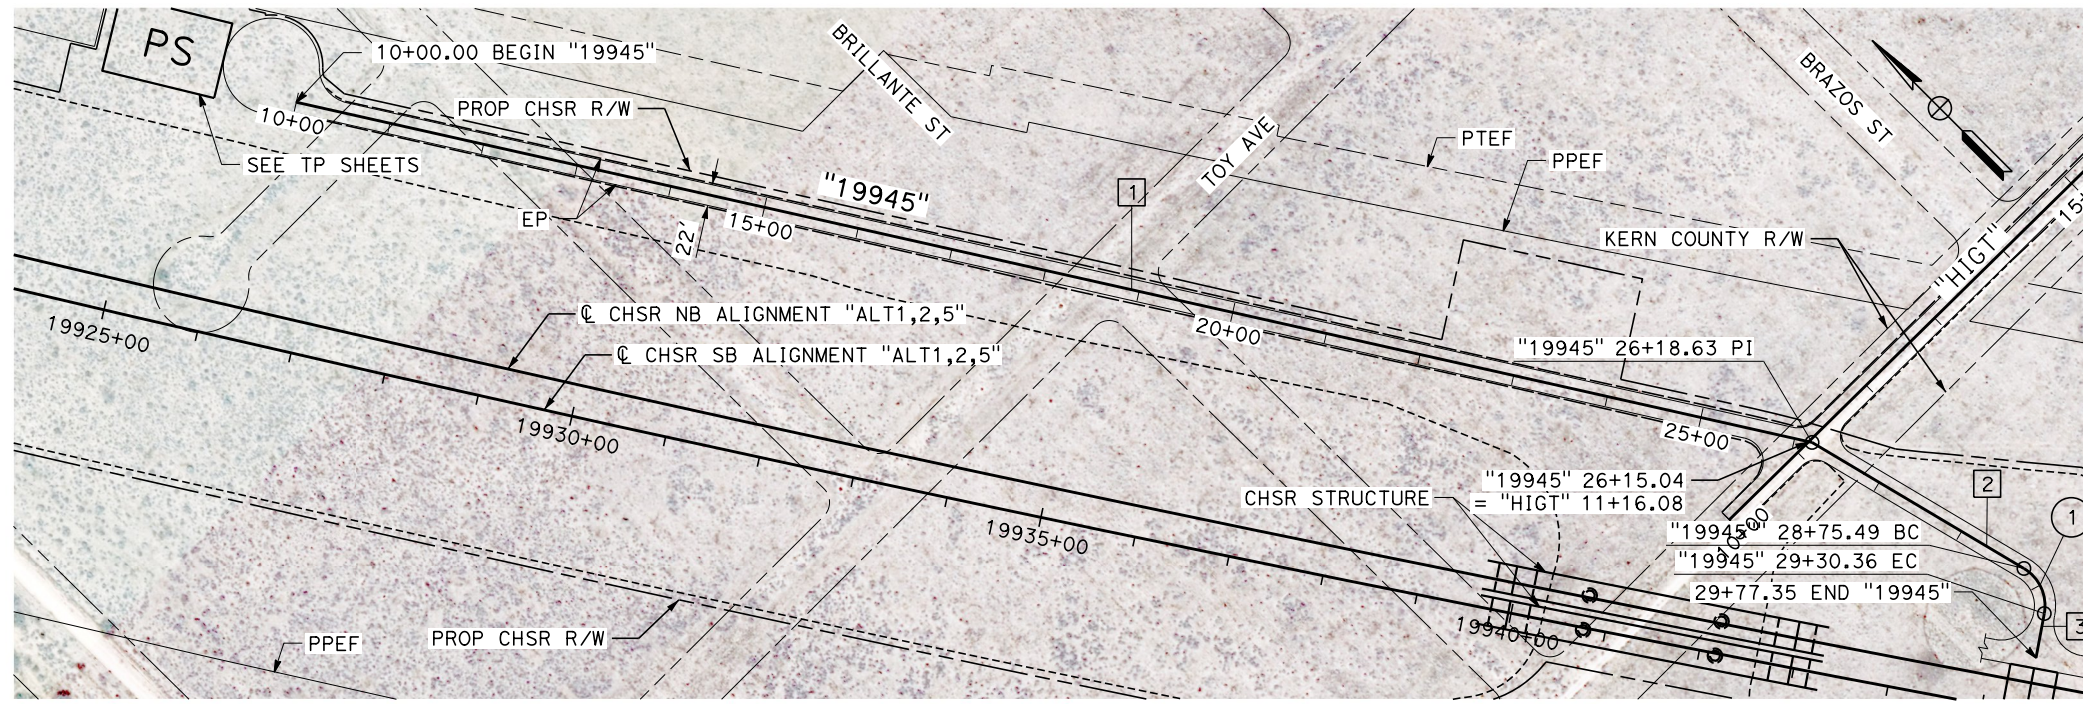 PS
10+00.00 BEGIN "19945"
10+00
PROP CHSR R/W
SEE TP SHEETS
EP
22'
"19945"
15+00
BRILLANTE ST
TOY AVE
1
PTEF
PPEF
BRAZOS ST
KERN COUNTY R/W
"HIGT"
15+
℄ CHSR NB ALIGNMENT "ALT1,2,5"
℄ CHSR SB ALIGNMENT "ALT1,2,5"
19925+00
19930+00
19935+00
19940+00
20+00
"19945" 26+18.63 PI
25+00
"19945" 26+15.04
= "HIGT" 11+16.08
CHSR STRUCTURE
10+00
"19945" 28+75.49 BC
"19945" 29+30.36 EC
29+77.35 END "19945"
2
1
3
PROP CHSR R/W
PPEF